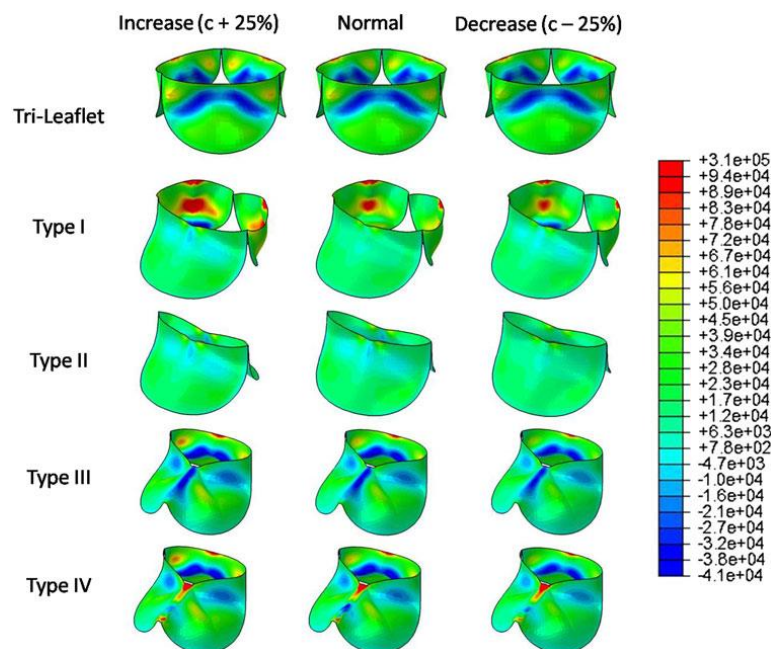 Increase (c + 25%) Normal Decrease (c – 25%)
Tri-Leaflet
Type I
Type II
Type III
Type IV
+3.1e+05
+9.4e+04
+8.9e+04
+8.3e+04
+7.8e+04
+7.2e+04
+6.7e+04
+6.1e+04
+5.6e+04
+5.0e+04
+4.5e+04
+3.9e+04
+3.4e+04
+2.8e+04
+2.3e+04
+1.7e+04
+1.2e+04
+6.3e+03
+7.8e+02
-4.7e+03
-1.0e+04
-1.6e+04
-2.1e+04
-2.7e+04
-3.2e+04
-3.8e+04
-4.1e+04